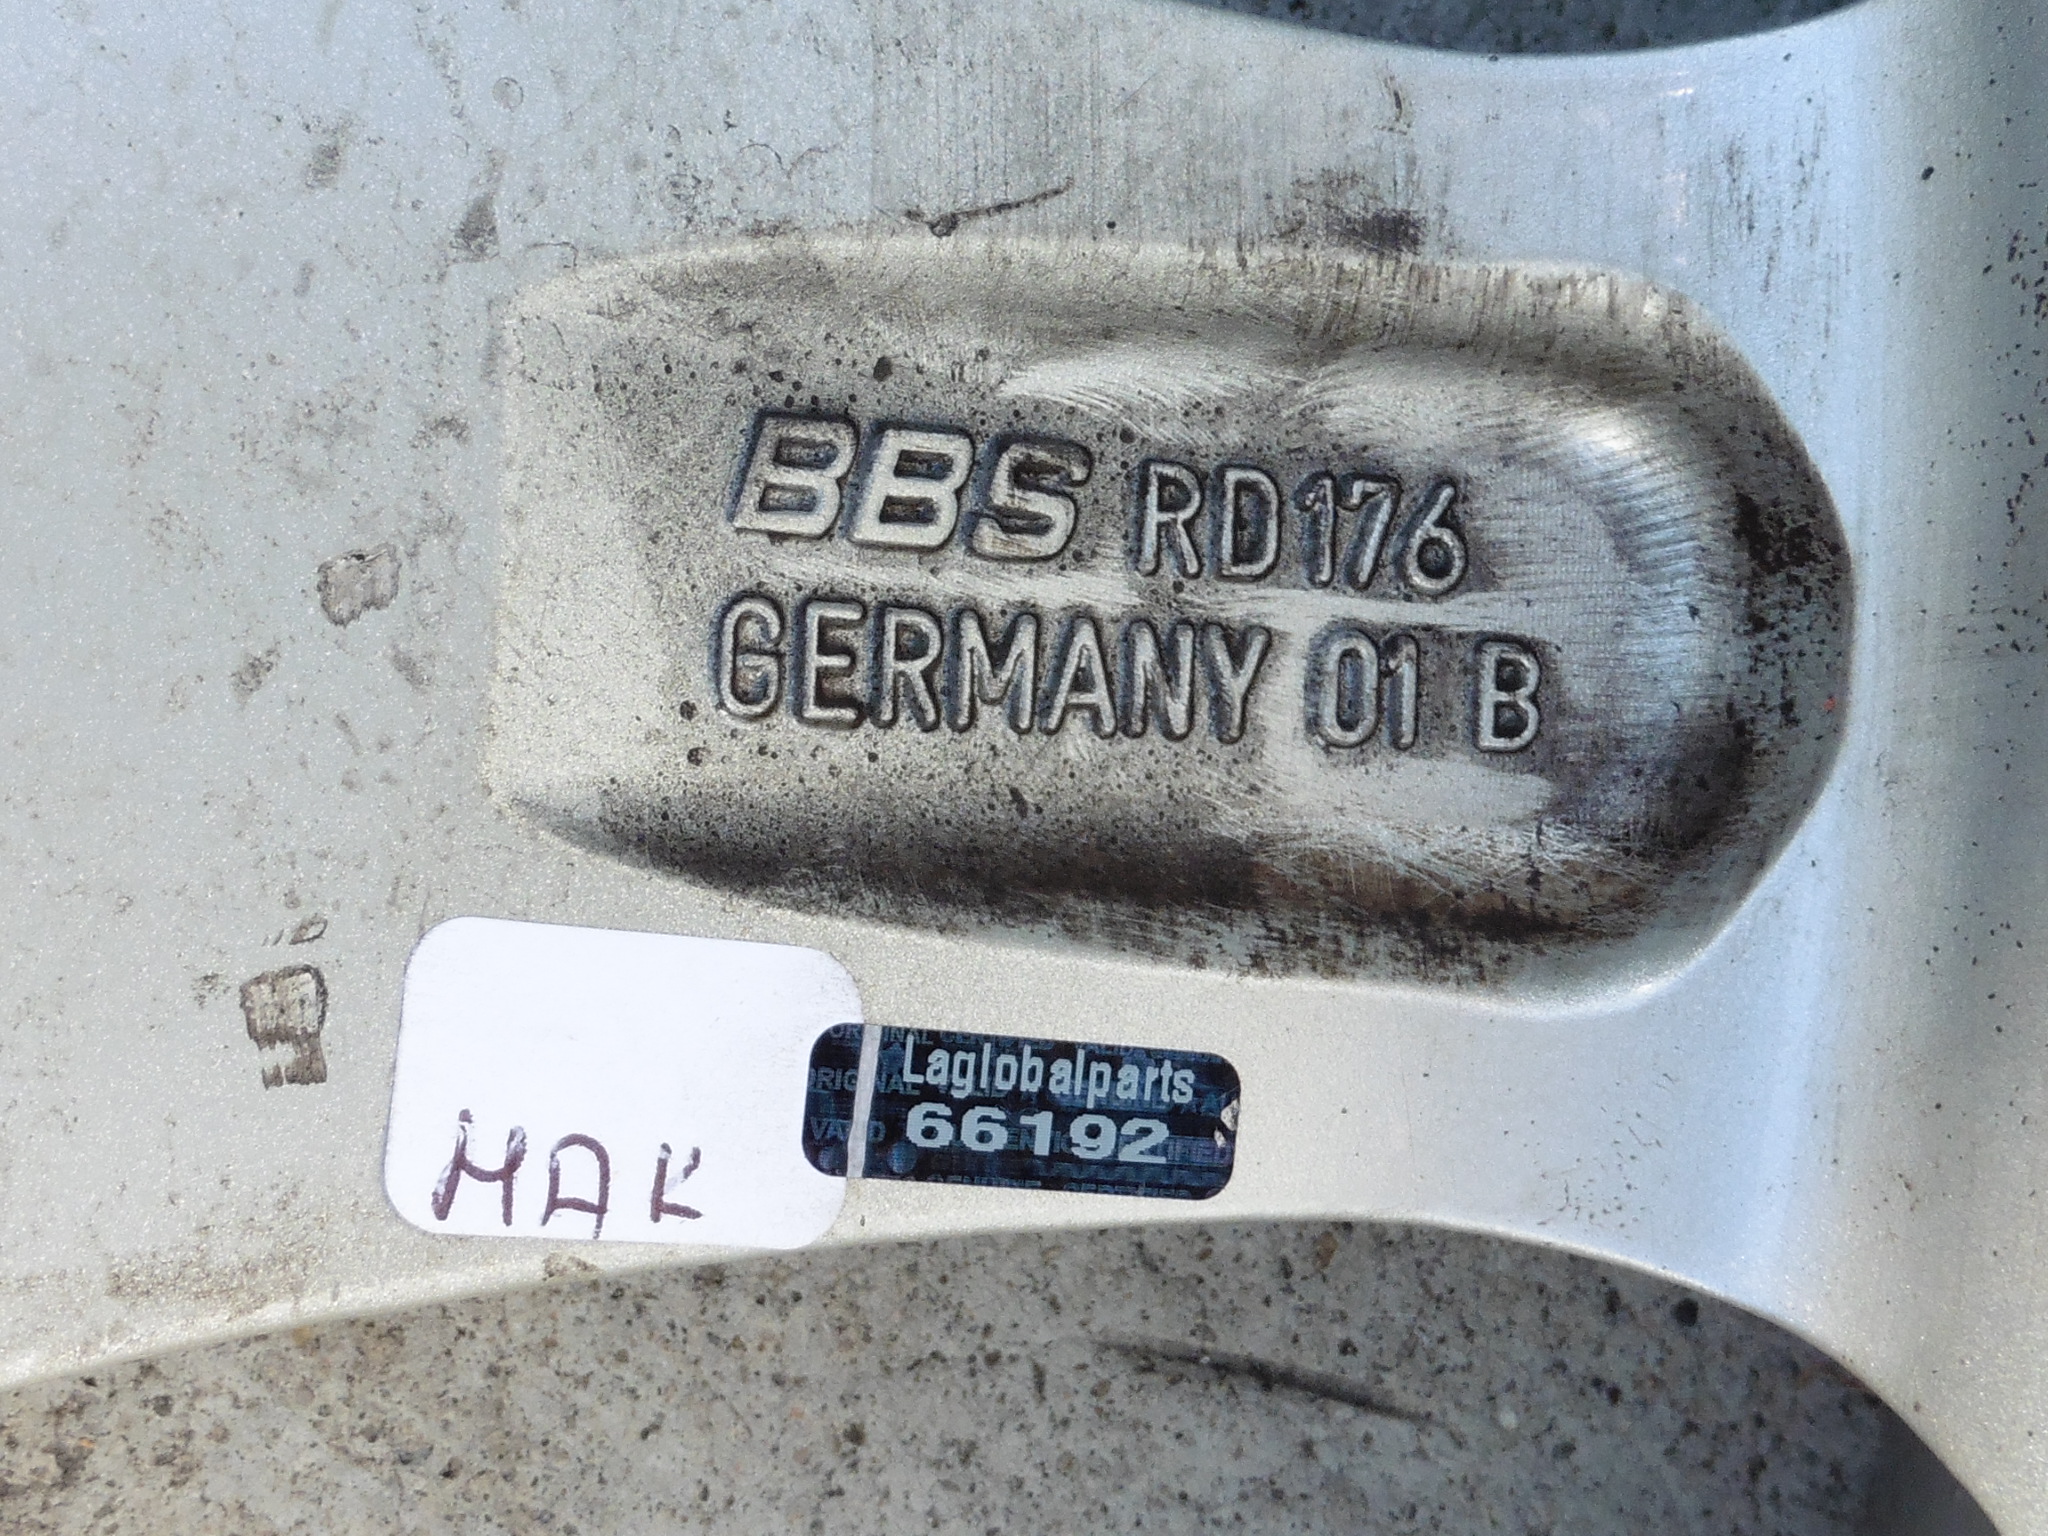 BBS RD176
GERMANY 01 B
MAK
Laglobalparts
66192